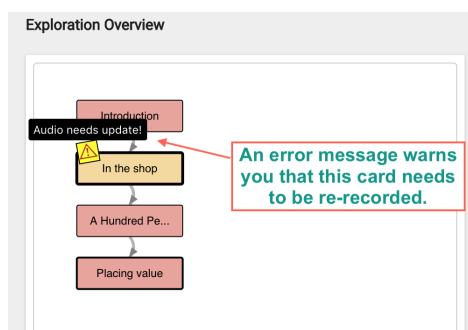 Exploration Overview
Introduction
Audio needs update!
In the shop
An error message warns
you that this card needs
to be re-recorded.
A Hundred Pe...
Placing value